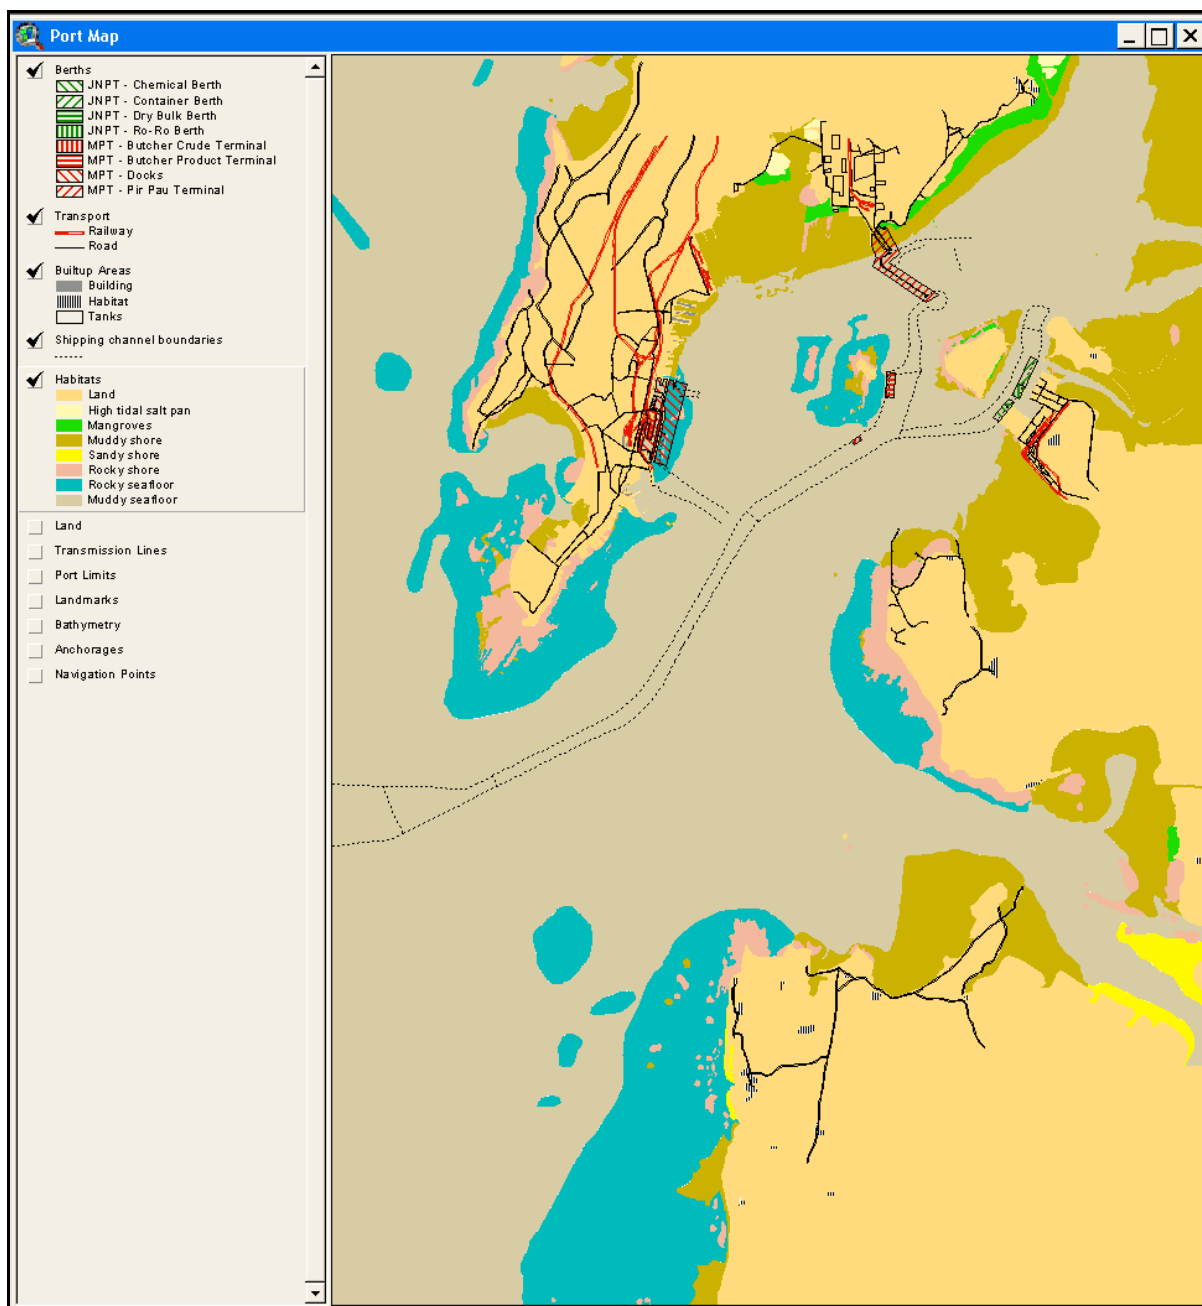 Port Map
Berths
JNPT - Chemical Berth
JNPT - Container Berth
JNPT - Dry Bulk Berth
JNPT - Ro-Ro Berth
MPT - Butcher Crude Terminal
MPT - Butcher Product Terminal
MPT - Docks
MPT - Pir Pau Terminal
Transport
Railway
Road
Builtup Areas
Building
Habitat
Tanks
Shipping channel boundaries
Habitats
Land
High tidal salt pan
Mangroves
Muddy shore
Sandy shore
Rocky shore
Rocky seafloor
Muddy seafloor
Land
Transmission Lines
Port Limits
Landmarks
Bathymetry
Anchorages
Navigation Points